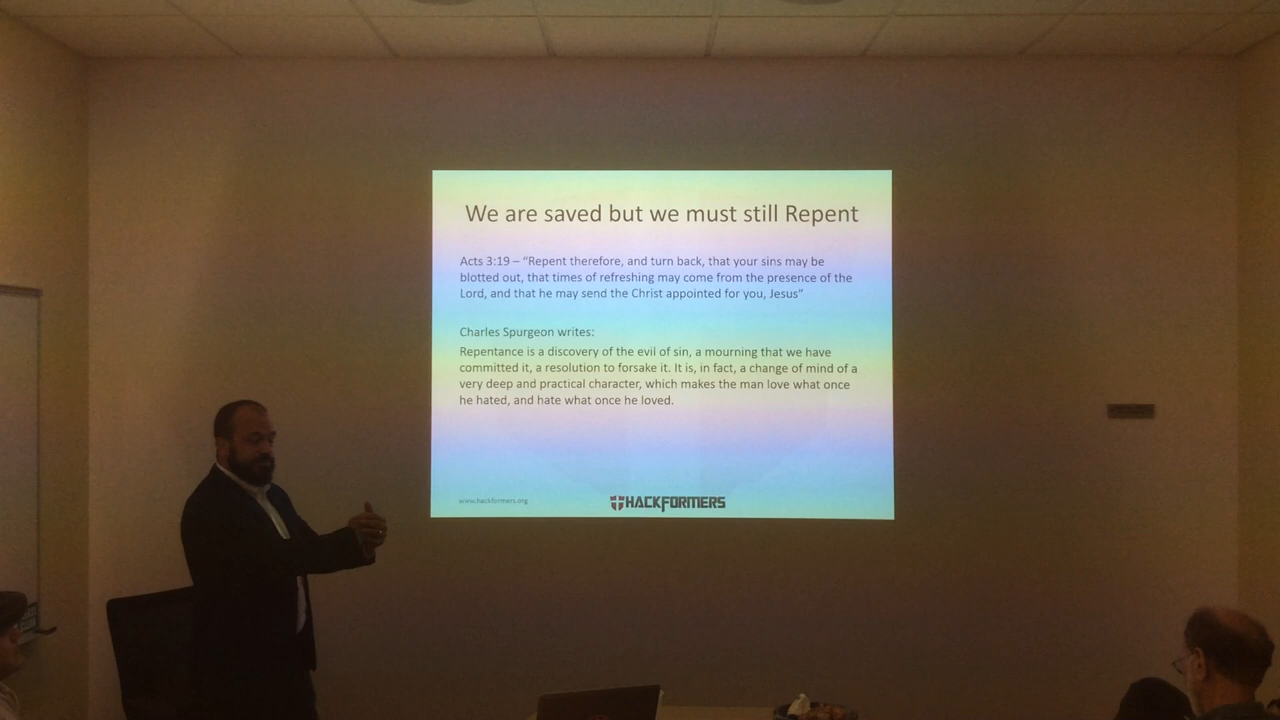 We are saved but we must still Repent
Acts 3:19 – “Repent therefore, and turn back, that your sins may be
blotted out, that times of refreshing may come from the presence of the
Lord, and that he may send the Christ appointed for you, Jesus”
Charles Spurgeon writes:
Repentance is a discovery of the evil of sin, a mourning that we have
committed it, a resolution to forsake it. It is, in fact, a change of mind of a
very deep and practical character, which makes the man love what once
he hated, and hate what once he loved.
www.hackformers.org
HACKFORMERS